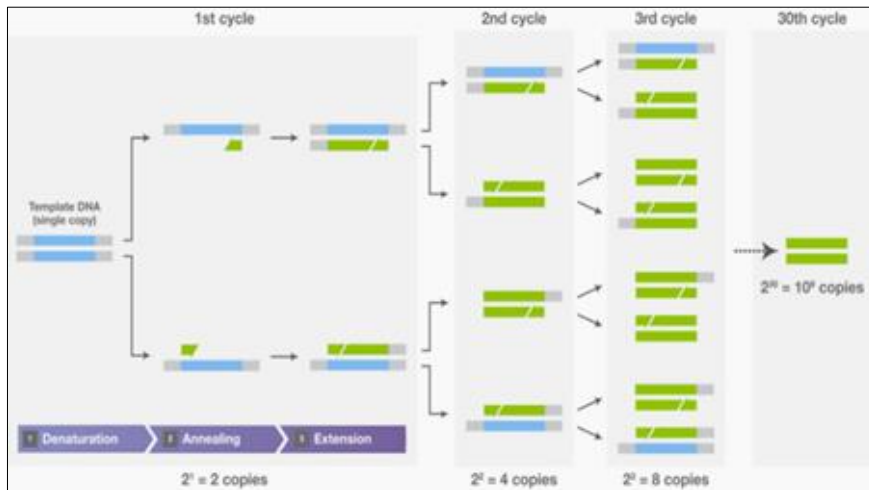 1st cycle
2nd cycle
3rd cycle
30th cycle
Template DNA
(single copy)
2³⁰ = 10⁹ copies
1 Denaturation
2 Annealing
3 Extension
2¹ = 2 copies
2² = 4 copies
2³ = 8 copies